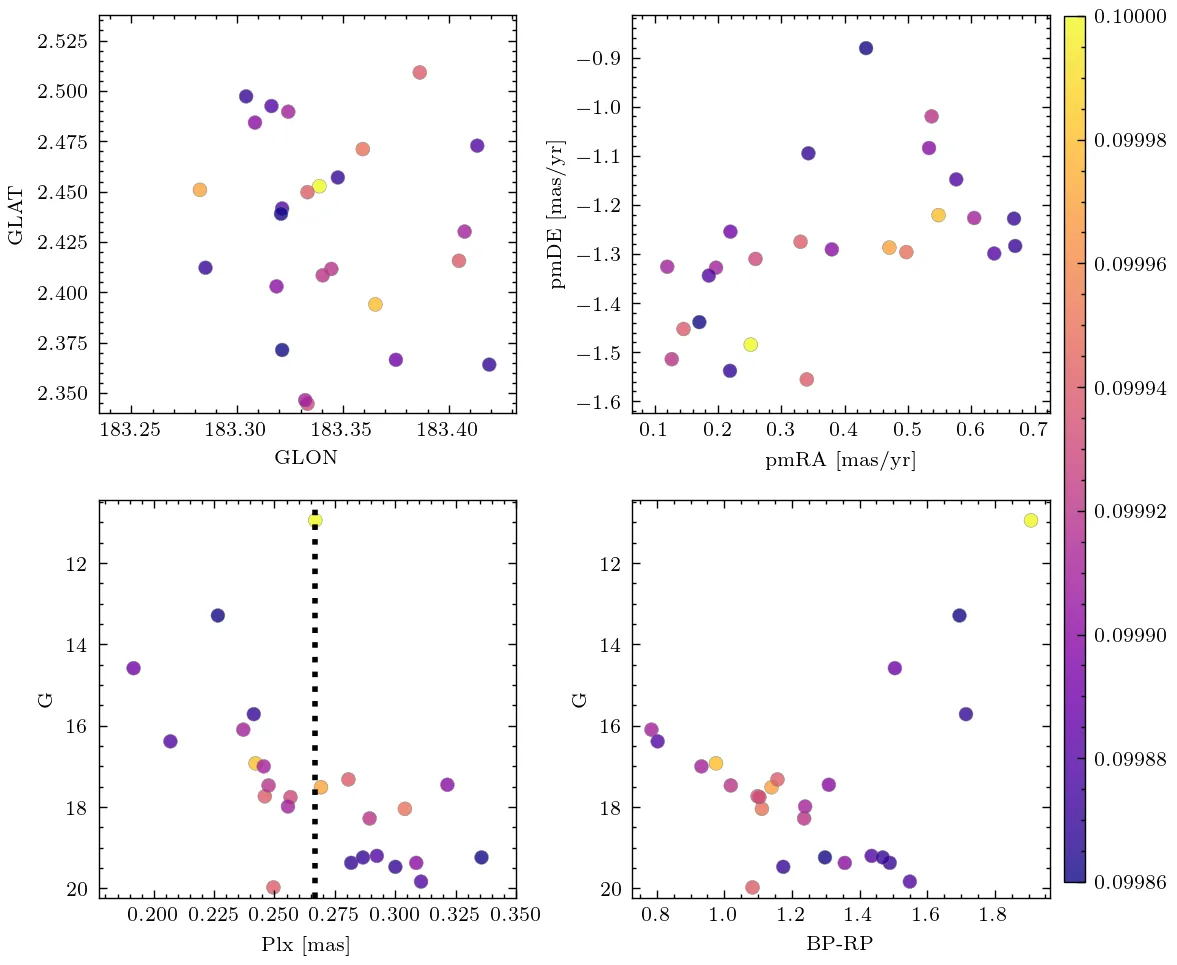 2.525
2.500
2.475
2.450
2.425
2.400
2.375
2.350
GLAT
183.25 183.30 183.35 183.40
GLON
−0.9
−1.0
−1.1
−1.2
−1.3
−1.4
−1.5
−1.6
pmDE [mas/yr]
0.1 0.2 0.3 0.4 0.5 0.6 0.7
pmRA [mas/yr]
12
14
16
18
20
G
0.200 0.225 0.250 0.275 0.300 0.325 0.350
Plx [mas]
12
14
16
18
20
G
0.8 1.0 1.2 1.4 1.6 1.8
BP-RP
0.10000
0.09998
0.09996
0.09994
0.09992
0.09990
0.09988
0.09986